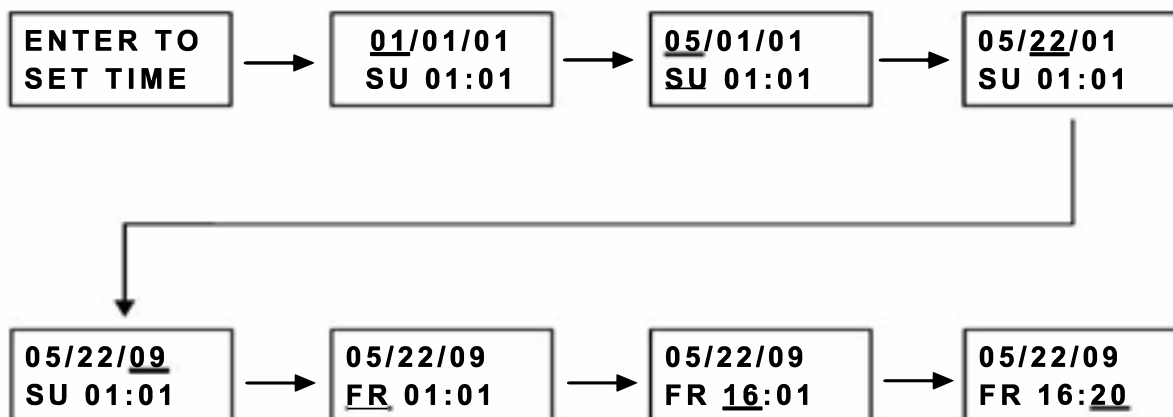 ENTER TO
SET TIME
01/01/01
SU 01:01
05/01/01
SU 01:01
05/22/01
SU 01:01
05/22/09
SU 01:01
05/22/09
FR 01:01
05/22/09
FR 16:01
05/22/09
FR 16:20